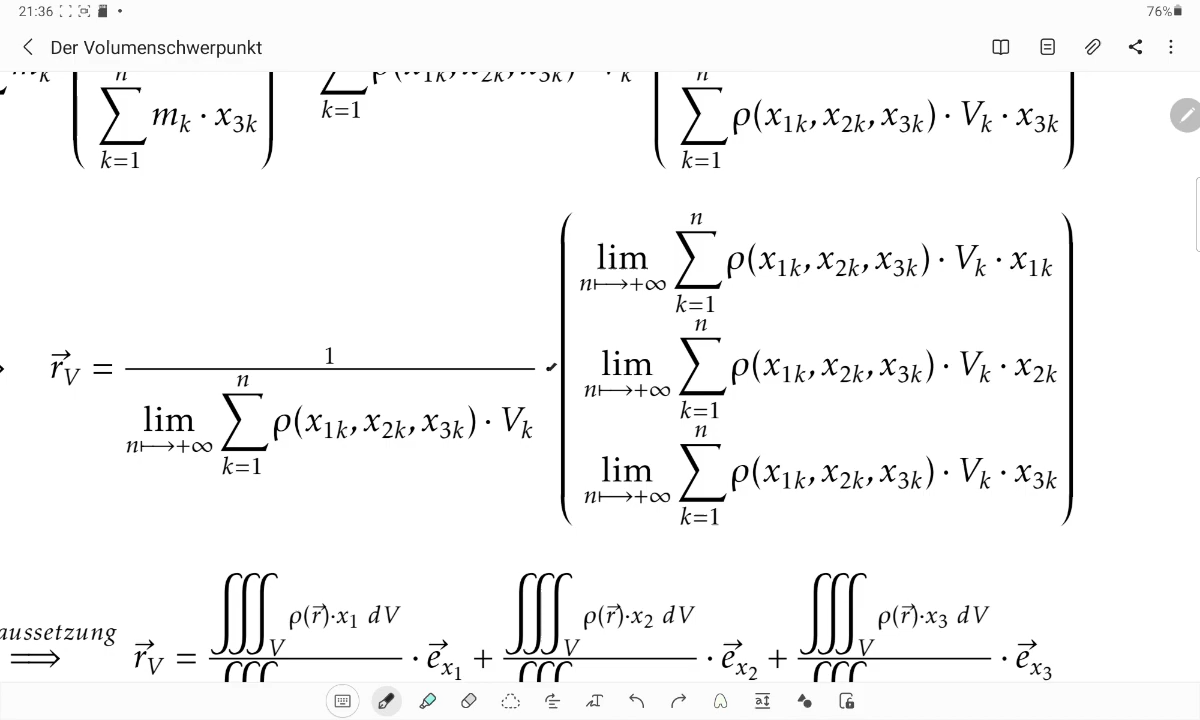 21:36 76%
Der Volumenschwerpunkt
n n
∑ m_k · x_{3k} k=1 ∑ ρ(x_{1k}, x_{2k}, x_{3k}) · V_k · x_{3k}
k=1 k=1
n
lim ∑ ρ(x_{1k}, x_{2k}, x_{3k}) · V_k · x_{1k}
n⟼+∞ k=1
n
r⃗_V = 1 / lim_{n⟼+∞} ∑_{k=1}^{n} ρ(x_{1k}, x_{2k}, x_{3k}) · V_k · lim ∑ ρ(x_{1k}, x_{2k}, x_{3k}) · V_k · x_{2k}
n⟼+∞ k=1
n
lim ∑ ρ(x_{1k}, x_{2k}, x_{3k}) · V_k · x_{3k}
n⟼+∞ k=1
∭_V ρ(r⃗)·x_1 dV ∭_V ρ(r⃗)·x_2 dV ∭_V ρ(r⃗)·x_3 dV
aussetzung ⟹ r⃗_V = ∭ · e⃗_{x_1} + ∭ · e⃗_{x_2} + ∭ · e⃗_{x_3}